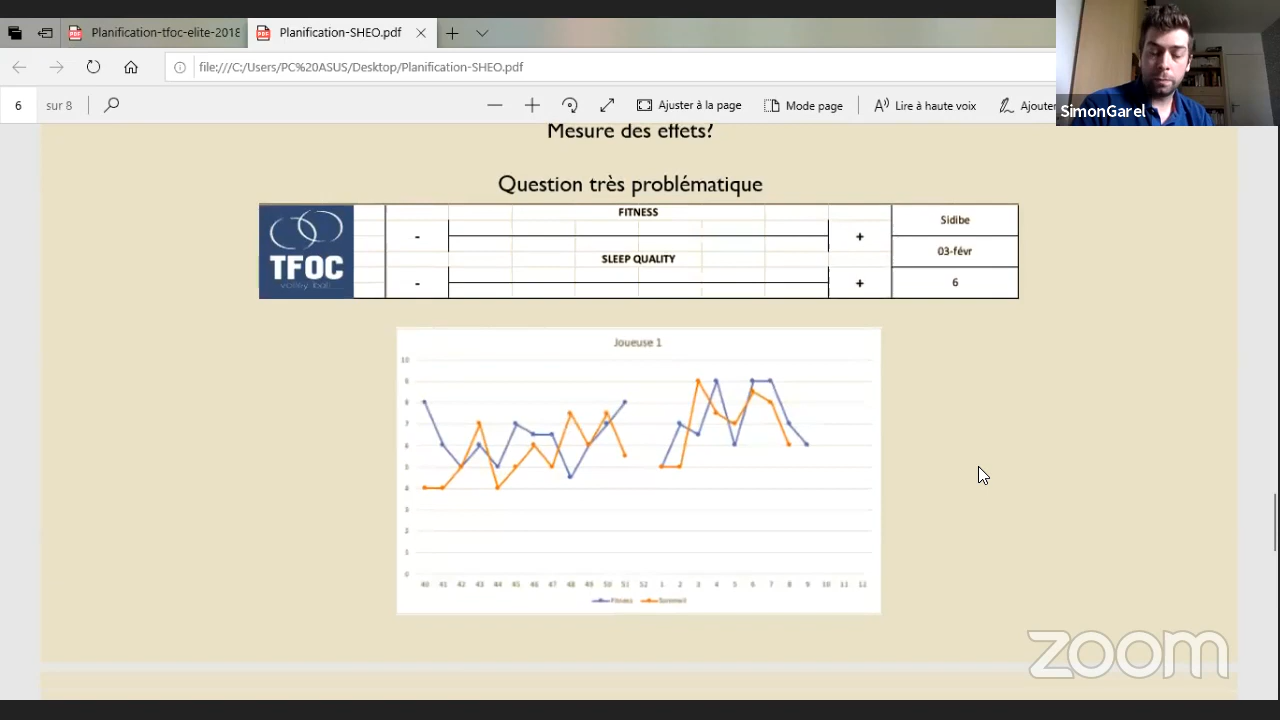 Planification-tfoc-elite-2018
Planification-SHEO.pdf
file:///C:/Users/PC%20ASUS/Desktop/Planification-SHEO.pdf
6 sur 8
Ajuster à la page
Mode page
Lire à haute voix
Ajouter
SimonGarel
Mesure des effets?
Question très problématique
TFOC
volley ball
FITNESS
- +
SLEEP QUALITY
- +
Sidibe
03-févr
6
Joueuse 1
10
9
8
7
6
5
4
3
2
1
0
40 41 42 43 44 45 46 47 48 49 50 51 52 1 2 3 4 5 6 7 8 9 10 11 12
Fitness Sommeil
zoom